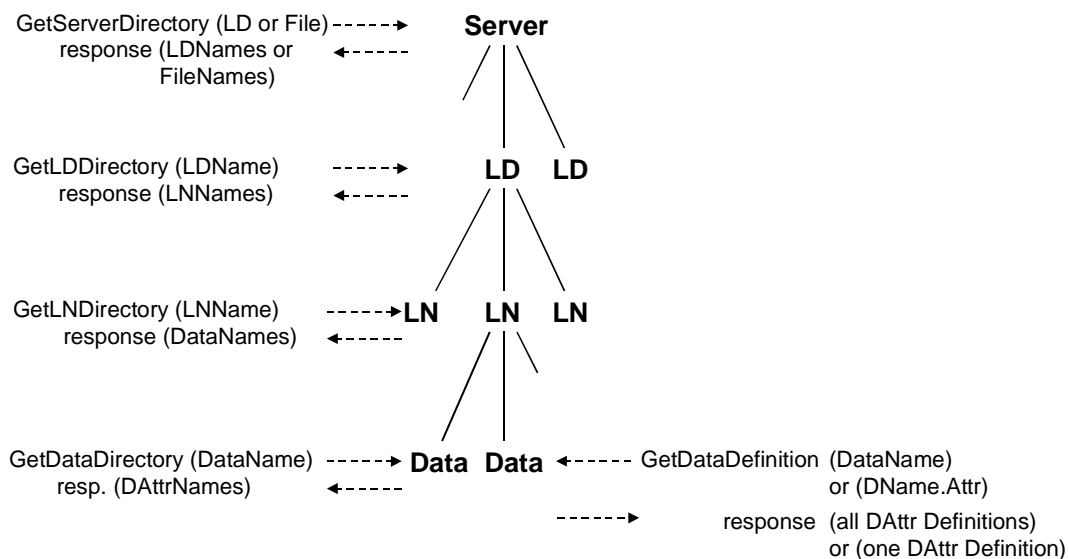 GetServerDirectory (LD or File)
Server
response (LDNames or
FileNames)
GetLDDirectory (LDName)
LD LD
response (LNNames)
GetLNDirectory (LNName)
LN LN LN
response (DataNames)
GetDataDirectory (DataName)
Data Data
GetDataDefinition (DataName)
resp. (DAttrNames)
or (DName.Attr)
response (all DAttr Definitions)
or (one DAttr Definition)